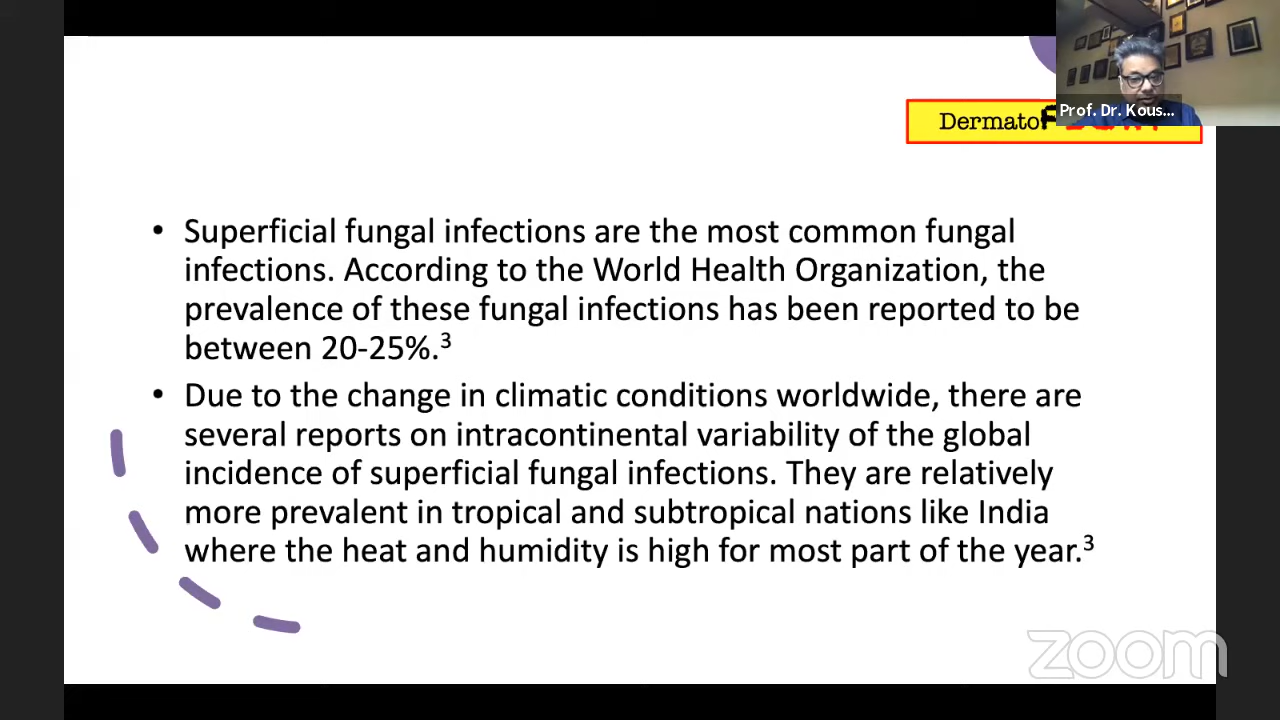 Prof. Dr. Kous...
Dermato
• Superficial fungal infections are the most common fungal
infections. According to the World Health Organization, the
prevalence of these fungal infections has been reported to be
between 20-25%.³
• Due to the change in climatic conditions worldwide, there are
several reports on intracontinental variability of the global
incidence of superficial fungal infections. They are relatively
more prevalent in tropical and subtropical nations like India
where the heat and humidity is high for most part of the year.³
zoom